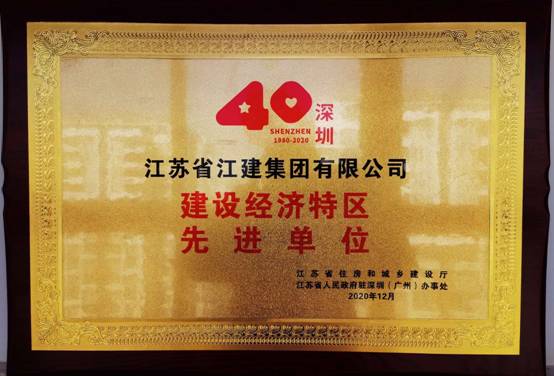 40
深圳
SHENZHEN
1980-2020
江苏省江建集团有限公司
建设经济特区
先进单位
江苏省住房和城乡建设厅
江苏省人民政府驻深圳（广州）办事处
2020年12月